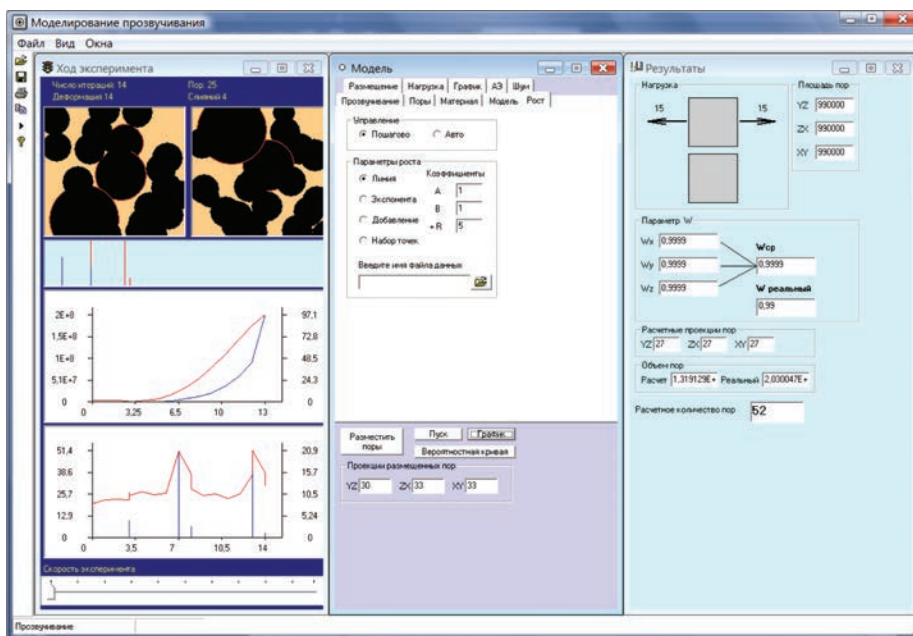 Моделирование прозвучивания
Файл Вид Окна
Ход эксперимента
Число итераций: 14 Пор: 25
Деформация 14 Слияний 4
2E+8 97,1
1,5E+8 72,8
1E+8 48,5
5,1E+7 24,3
0 0
0 3,25 6,5 10 13
51,4 20,9
38,6 15,7
25,7 10,5
12,9 5,24
0 0
0 3,5 7 10,5 14
Скорость эксперимента
Модель
Размещение Нагрузка График АЭ Шум
Прозвучивание Поры Материал Модель Рост
Управление
Пошагово Авто
Параметры роста
Линия Коэффициенты
A: 1
Экспонента B: 1
Добавление +R 5
Набор точек
Введите имя файла данных
Разместить поры
Пуск График
Вероятностная кривая
Проекции размещенных пор
YZ 30 ZX 33 XY 33
Результаты
Нагрузка
15 15
Площадь пор
YZ 990000
ZX 990000
XY 990000
Параметр W
Wx 0,9999
Wy 0,9999
Wz 0,9999
Wср
0,9999
W реальный
0,99
Расчетные проекции пор
YZ 27 ZX 27 XY 27
Объем пор
Расчет 1,319129E+ Реальный 2,030047E+
Расчетное количество пор 52
Прозвучивание